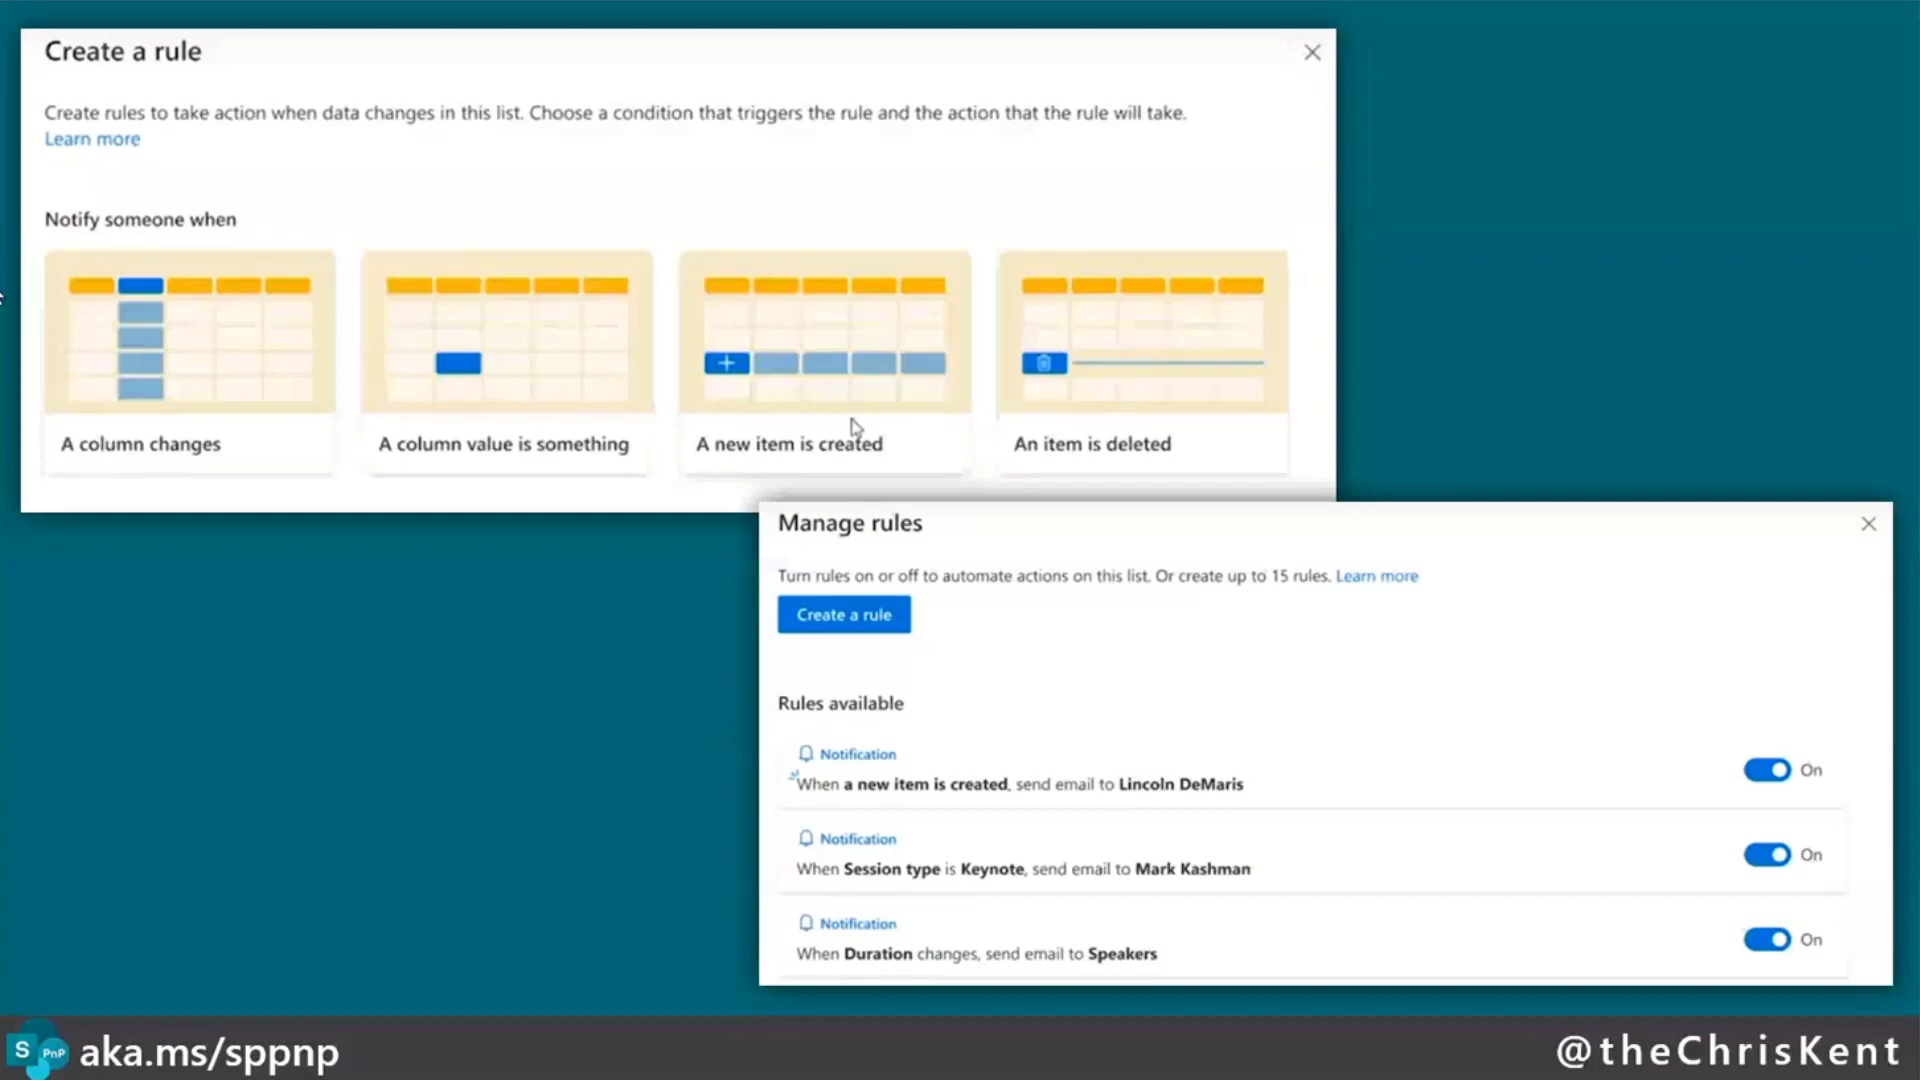 Create a rule
Create rules to take action when data changes in this list. Choose a condition that triggers the rule and the action that the rule will take.
Learn more
Notify someone when
A column changes
A column value is something
A new item is created
An item is deleted
Manage rules
Turn rules on or off to automate actions on this list. Or create up to 15 rules. Learn more
Create a rule
Rules available
Notification
When a new item is created, send email to Lincoln DeMaris
On
Notification
When Session type is Keynote, send email to Mark Kashman
On
Notification
When Duration changes, send email to Speakers
On
S PnP aka.ms/sppnp
@theChrisKent